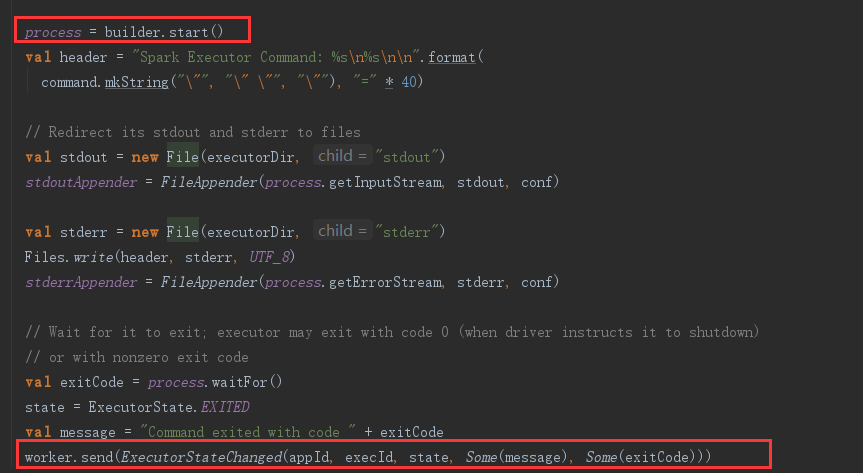 process = builder.start()
val header = "Spark Executor Command: %s\n%s\n\n".format(
command.mkString("\"", "\" \"", "\""), "=" * 40)
// Redirect its stdout and stderr to files
val stdout = new File(executorDir, child = "stdout")
stdoutAppender = FileAppender(process.getInputStream, stdout, conf)
val stderr = new File(executorDir, child = "stderr")
Files.write(header, stderr, UTF_8)
stderrAppender = FileAppender(process.getErrorStream, stderr, conf)
// Wait for it to exit; executor may exit with code 0 (when driver instructs it to shutdown)
// or with nonzero exit code
val exitCode = process.waitFor()
state = ExecutorState.EXITED
val message = "Command exited with code " + exitCode
worker.send(ExecutorStateChanged(appId, execId, state, Some(message), Some(exitCode)))